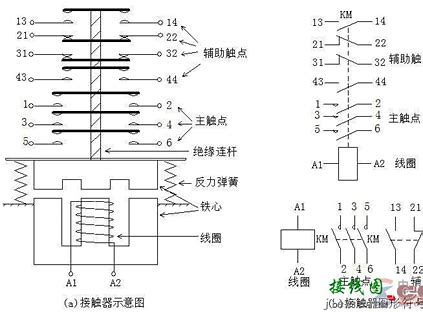 13 14
21 22
31 32
43 44
辅助触点
1 2
3 4
5 6
主触点
绝缘连杆
反力弹簧
铁心
线圈
A1 A2
(a)接触器示意图
13 KM 14
21 22
31 32
辅助触
43 44
1 2
3 4
5 6
主触点
A1 A2 线圈
A1 1 3 5 13 21
KM KM KM
A2 2 4 6 14 22
线圈 主触点 辅
接线图
(b)接触器图形符号